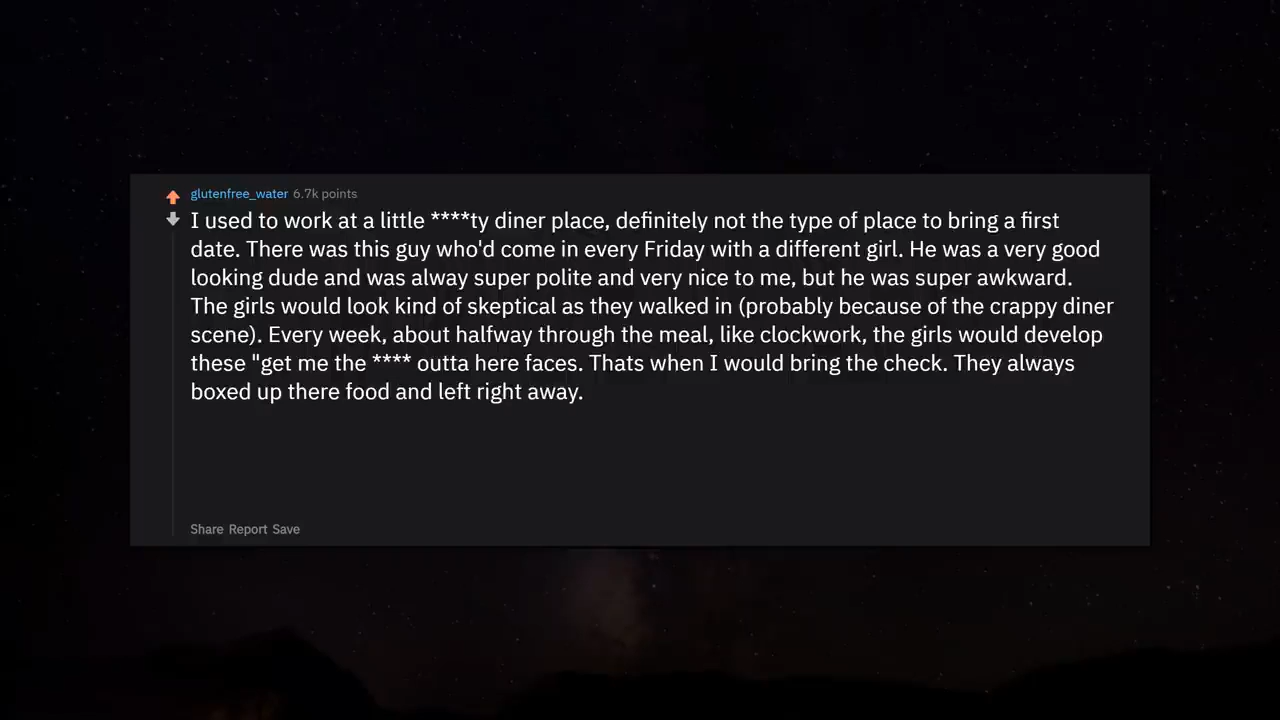 glutenfree_water 6.7k points
I used to work at a little ****ty diner place, definitely not the type of place to bring a first
date. There was this guy who'd come in every Friday with a different girl. He was a very good
looking dude and was alway super polite and very nice to me, but he was super awkward.
The girls would look kind of skeptical as they walked in (probably because of the crappy diner
scene). Every week, about halfway through the meal, like clockwork, the girls would develop
these "get me the **** outta here faces. Thats when I would bring the check. They always
boxed up there food and left right away.
Share Report Save